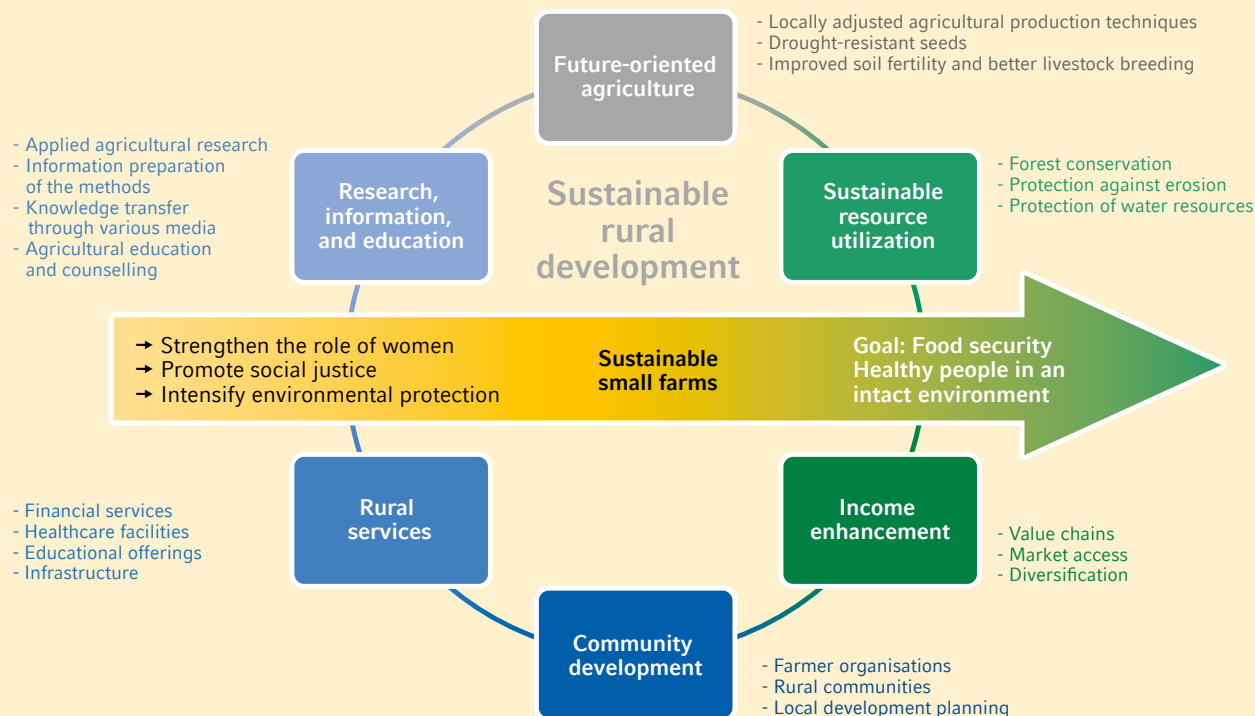 Future-oriented
agriculture
- Locally adjusted agricultural production techniques
- Drought-resistant seeds
- Improved soil fertility and better livestock breeding
- Applied agricultural research
- Information preparation
of the methods
- Knowledge transfer
through various media
- Agricultural education
and counselling
Research,
information,
and education
Sustainable
rural
development
Sustainable
resource
utilization
- Forest conservation
- Protection against erosion
- Protection of water resources
→ Strengthen the role of women
→ Promote social justice
→ Intensify environmental protection
Sustainable
small farms
Goal: Food security
Healthy people in an
intact environment
- Financial services
- Healthcare facilities
- Educational offerings
- Infrastructure
Rural
services
Income
enhancement
- Value chains
- Market access
- Diversification
Community
development
- Farmer organisations
- Rural communities
- Local development planning